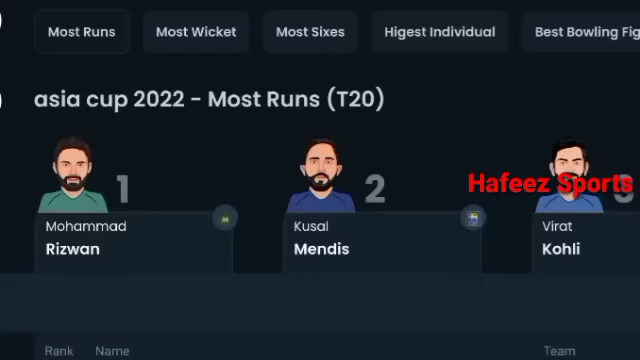 Most Runs Most Wicket Most Sixes Higest Individual Best Bowling Fig
asia cup 2022 - Most Runs (T20)
1 2 3
Hafeez Sports
Mohammad Kusal Virat
Rizwan Mendis Kohli
Rank Name Team